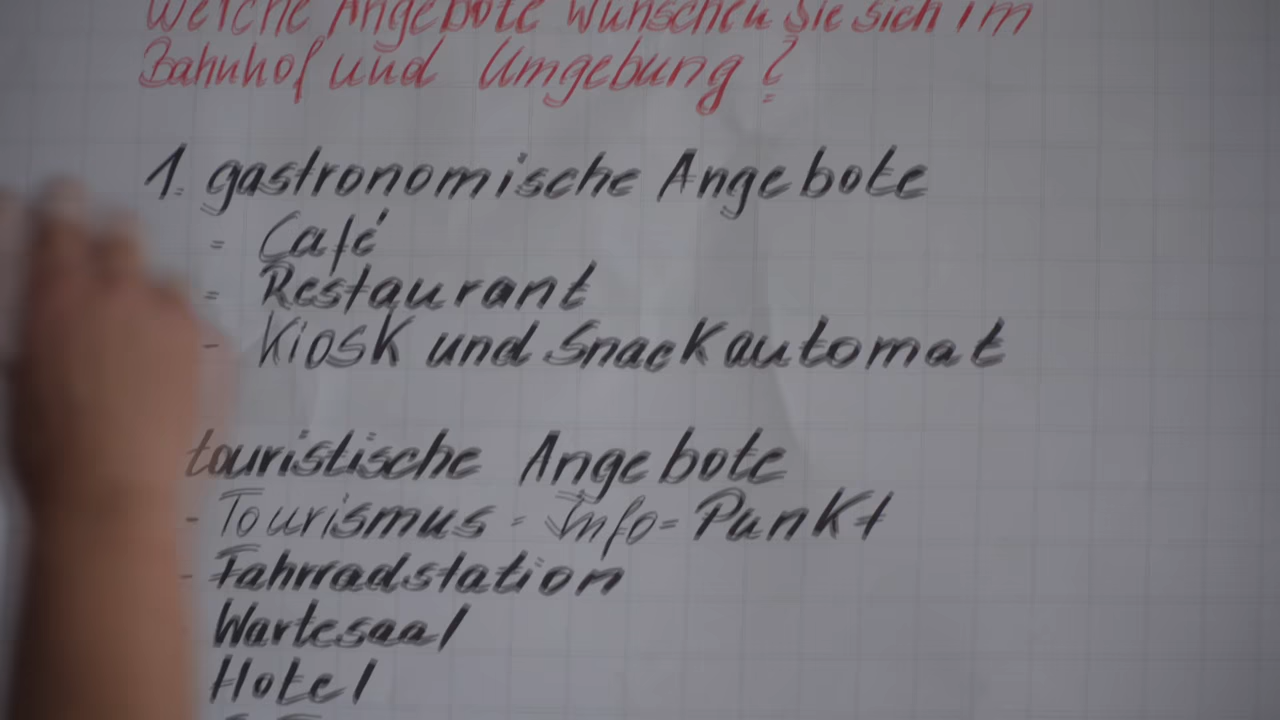 Welche Angebote wünschen Sie sich im
Bahnhof und Umgebung?
1. gastronomische Angebote
- Café
- Restaurant
- Kiosk und Snackautomat
touristische Angebote
- Tourismus-Info-Punkt
- Fahrradstation
Wartesaal
Hotel